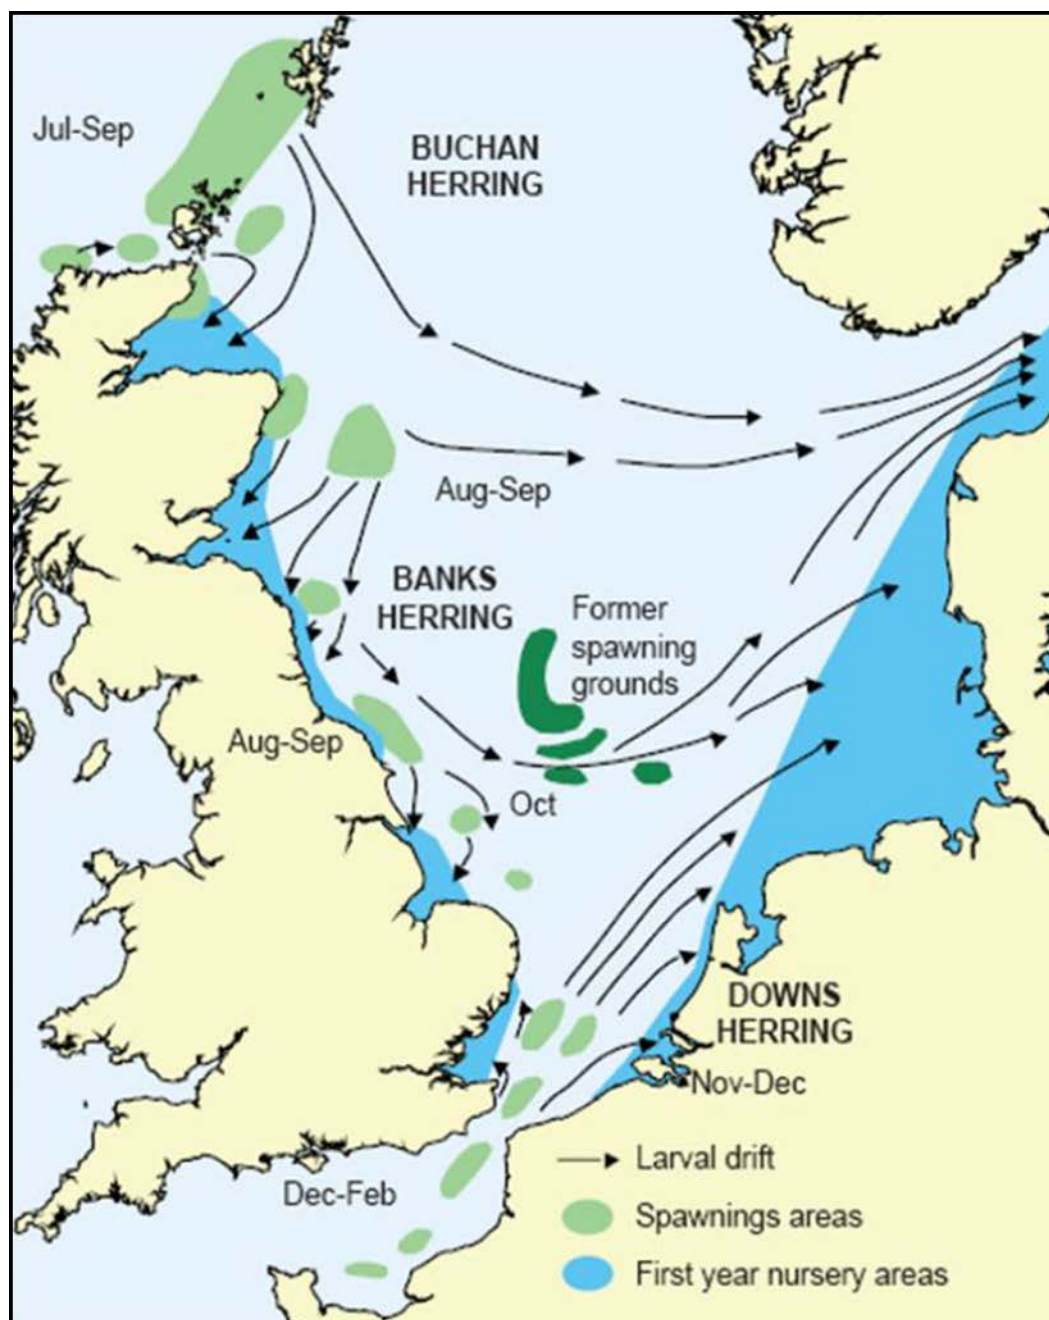 Jul-Sep
BUCHAN
HERRING
Aug-Sep
BANKS
HERRING
Former
spawning
grounds
Aug-Sep
Oct
DOWNS
HERRING
Nov-Dec
Dec-Feb
Larval drift
Spawnings areas
First year nursery areas